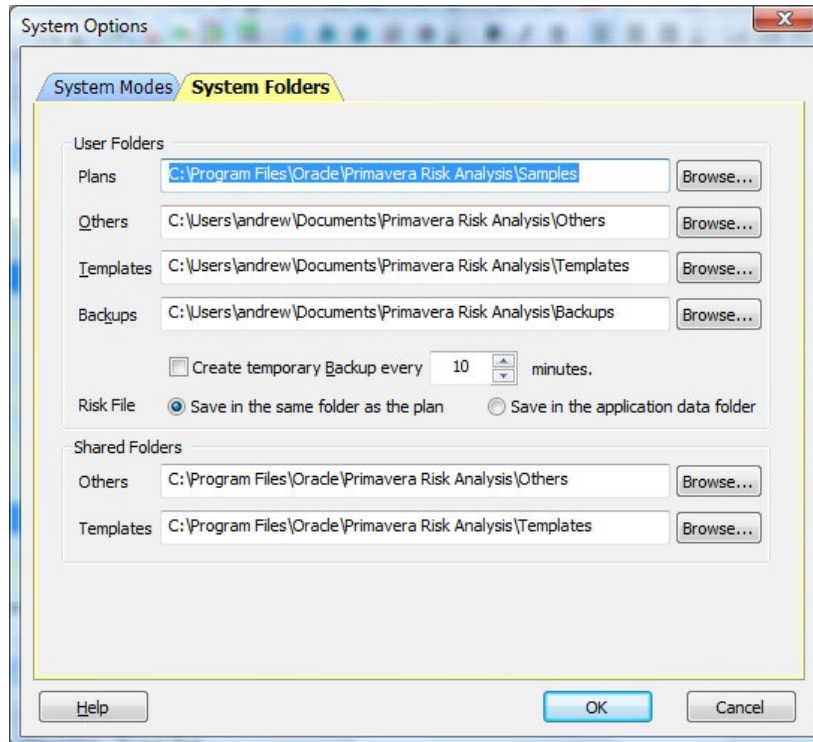 System Options
System Modes System Folders
User Folders
Plans C:\Program Files\Oracle\Primavera Risk Analysis\Samples Browse...
Others C:\Users\andrew\Documents\Primavera Risk Analysis\Others Browse...
Templates C:\Users\andrew\Documents\Primavera Risk Analysis\Templates Browse...
Backups C:\Users\andrew\Documents\Primavera Risk Analysis\Backups Browse...
Create temporary Backup every 10 minutes.
Risk File Save in the same folder as the plan Save in the application data folder
Shared Folders
Others C:\Program Files\Oracle\Primavera Risk Analysis\Others Browse...
Templates C:\Program Files\Oracle\Primavera Risk Analysis\Templates Browse...
Help OK Cancel